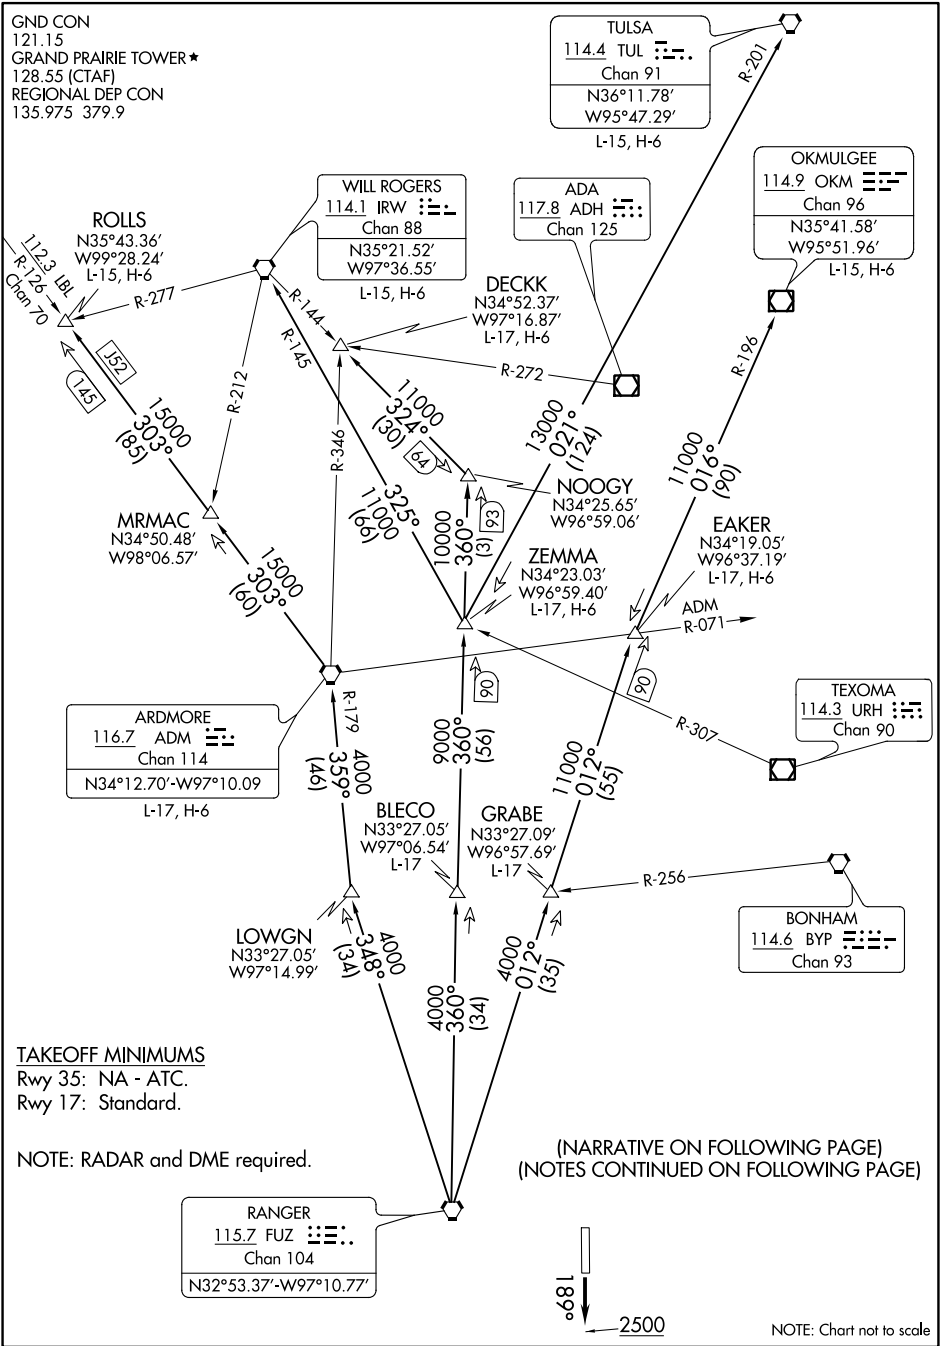 GND CON
121.15
GRAND PRAIRIE TOWER★
128.55 (CTAF)
REGIONAL DEP CON
135.975 379.9
TULSA
114.4 TUL
Chan 91
N36°11.78'
W95°47.29'
L-15, H-6
R-201
OKMULGEE
114.9 OKM
Chan 96
N35°41.58'
W95°51.96'
L-15, H-6
R-196
WILL ROGERS
114.1 IRW
Chan 88
N35°21.52'
W97°36.55'
L-15, H-6
ADA
117.8 ADH
Chan 125
ROLLS
N35°43.36'
W99°28.24'
L-15, H-6
112.3 LBL
R-126
Chan 70
R-277
R-144
R-145
R-212
DECKK
N34°52.37'
W97°16.87'
L-17, H-6
R-272
R-346
J52
145
15000
303°
(85)
11000
324°
(30)
64
325°
11000
(66)
13000
021°
(124)
11000
016°
(90)
NOOGY
N34°25.65'
W96°59.06'
93
10000
360°
(3)
MRMAC
N34°50.48'
W98°06.57'
15000
303°
(60)
ZEMMA
N34°23.03'
W96°59.40'
L-17, H-6
EAKER
N34°19.05'
W96°37.19'
L-17, H-6
ADM
R-071
90
90
ARDMORE
116.7 ADM
Chan 114
N34°12.70'-W97°10.09
L-17, H-6
R-179
4000
359°
(46)
9000
360°
(56)
11000
012°
(55)
R-307
TEXOMA
114.3 URH
Chan 90
BLECO
N33°27.05'
W97°06.54'
L-17
GRABE
N33°27.09'
W96°57.69'
L-17
R-256
BONHAM
114.6 BYP
Chan 93
LOWGN
N33°27.05'
W97°14.99'
4000
348°
(34)
4000
360°
(34)
4000
012°
(35)
TAKEOFF MINIMUMS
Rwy 35: NA - ATC.
Rwy 17: Standard.
NOTE: RADAR and DME required.
(NARRATIVE ON FOLLOWING PAGE)
(NOTES CONTINUED ON FOLLOWING PAGE)
RANGER
115.7 FUZ
Chan 104
N32°53.37'-W97°10.77'
189°
2500
NOTE: Chart not to scale